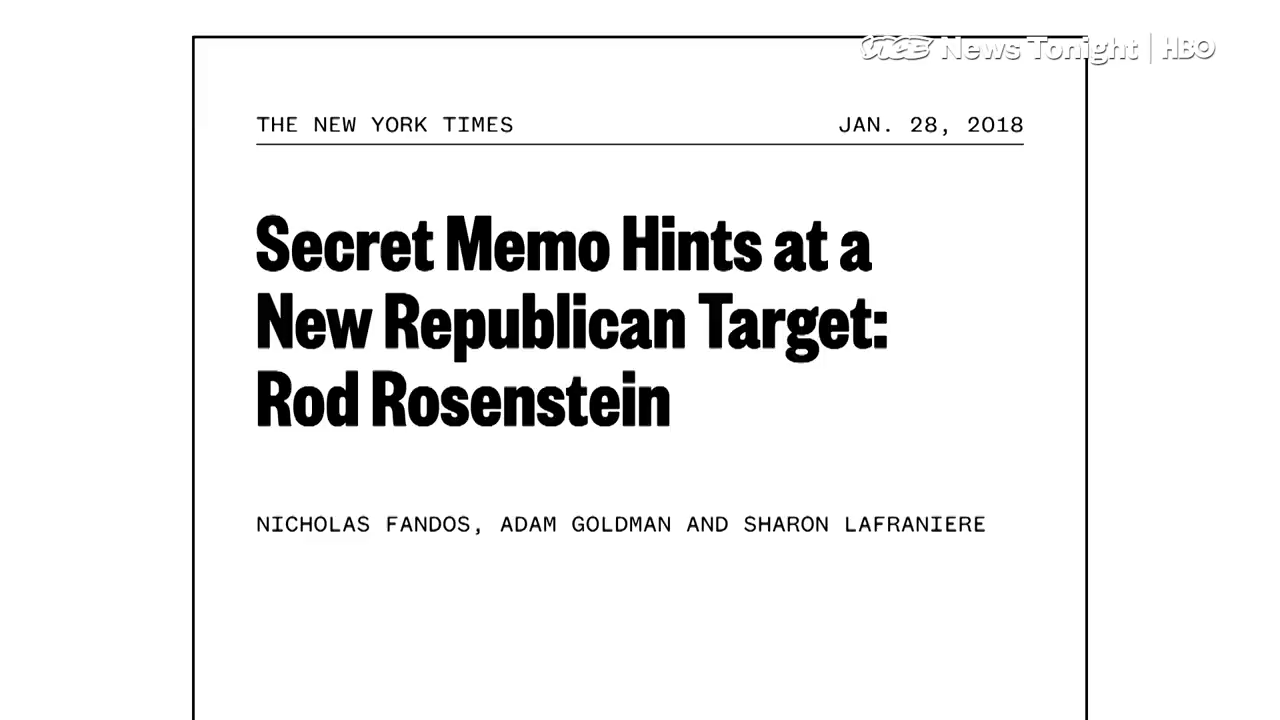 VICE News Tonight | HBO
THE NEW YORK TIMES JAN. 28, 2018
Secret Memo Hints at a
New Republican Target:
Rod Rosenstein
NICHOLAS FANDOS, ADAM GOLDMAN AND SHARON LAFRANIERE